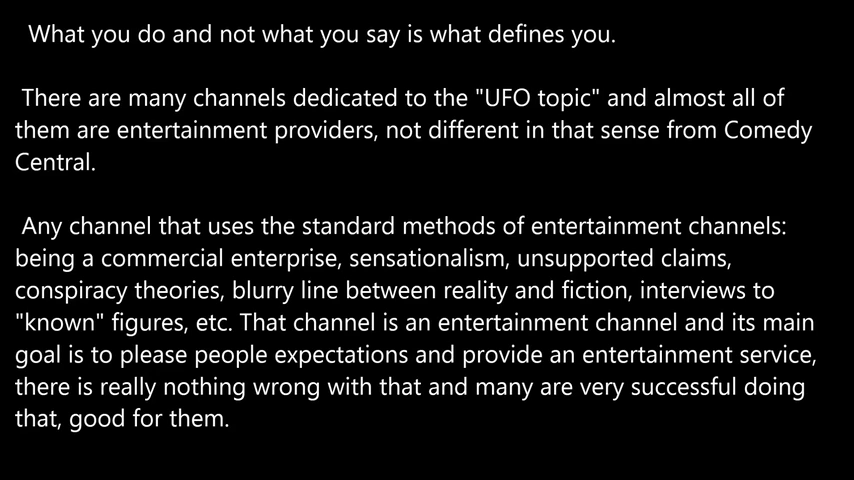 What you do and not what you say is what defines you.
There are many channels dedicated to the "UFO topic" and almost all of
them are entertainment providers, not different in that sense from Comedy
Central.
Any channel that uses the standard methods of entertainment channels:
being a commercial enterprise, sensationalism, unsupported claims,
conspiracy theories, blurry line between reality and fiction, interviews to
"known" figures, etc. That channel is an entertainment channel and its main
goal is to please people expectations and provide an entertainment service,
there is really nothing wrong with that and many are very successful doing
that, good for them.